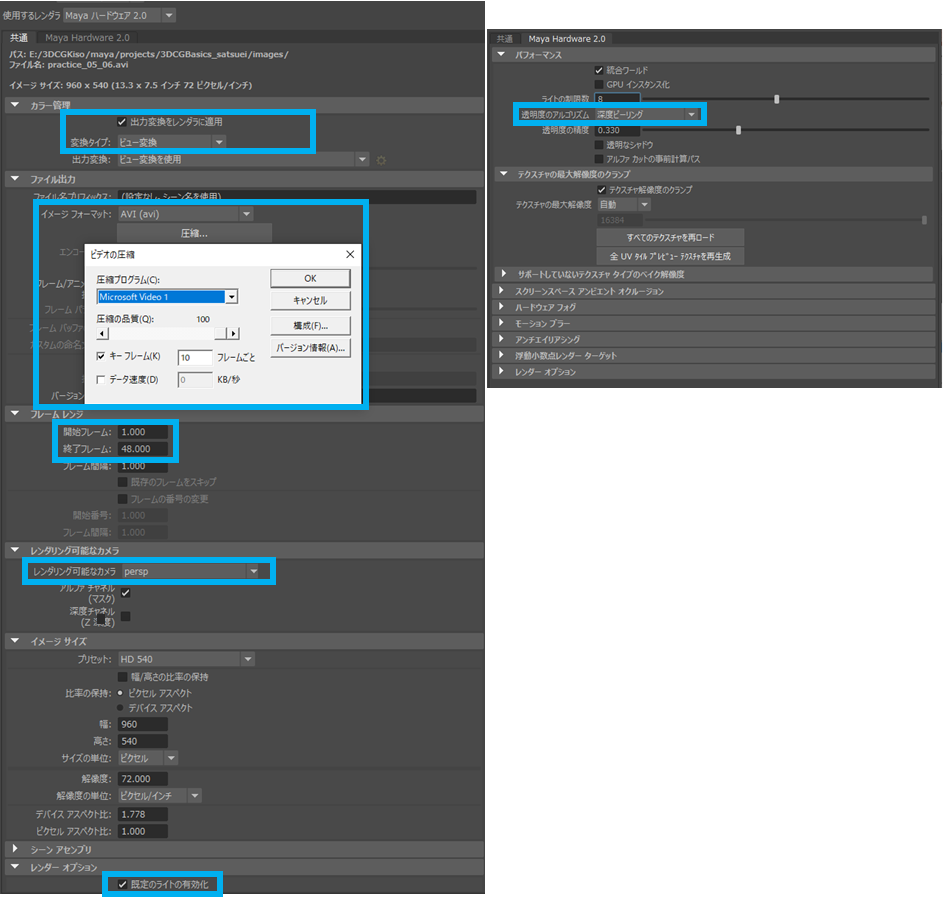 使用するレンダラ Maya ハードウェア 2.0
共通 Maya Hardware 2.0
パス: E:/3DCGKiso/maya/projects/3DCGBasics_satsuei/images/
ファイル名: practice_05_06.avi
イメージ サイズ: 960 x 540 (13.3 x 7.5 インチ 72 ピクセル/インチ)
カラー管理
出力変換をレンダラに適用
変換タイプ: ビュー変換
出力変換: ビュー変換を使用
ファイル出力
ファイル名プリフィックス: (設定なし。シーン名を使用)
イメージ フォーマット: AVI (avi)
圧縮...
エンコー
フレーム/アニメ
フレーム パ
フレーム バッファ
カスタムの命名
バージョン
ビデオの圧縮
圧縮プログラム(C):
Microsoft Video 1
圧縮の品質(Q): 100
キー フレーム(K) 10 フレームごと
データ速度(D) 0 KB/秒
OK
キャンセル
構成(F)...
バージョン情報(A)...
フレーム レンジ
開始フレーム: 1.000
終了フレーム: 48.000
フレーム間隔: 1.000
既存のフレームをスキップ
フレームの番号の変更
開始番号: 1.000
フレーム間隔: 1.000
レンダリング可能なカメラ
レンダリング可能なカメラ persp
アルファ チャネル
(マスク)
深度チャネル
(Z 深度)
イメージ サイズ
プリセット: HD 540
幅/高さの比率の保持
比率の保持: ピクセル アスペクト
デバイス アスペクト
幅: 960
高さ: 540
サイズの単位: ピクセル
解像度: 72.000
解像度の単位: ピクセル/インチ
デバイス アスペクト比: 1.778
ピクセル アスペクト比: 1.000
シーン アセンブリ
レンダー オプション
既定のライトの有効化
共通 Maya Hardware 2.0
パフォーマンス
統合ワールド
GPU インスタンス化
ライトの制限数 8
透明度のアルゴリズム 深度ピーリング
透明度の精度 0.330
透明なシャドウ
アルファ カットの事前計算パス
テクスチャの最大解像度のクランプ
テクスチャ解像度のクランプ
テクスチャの最大解像度 自動
16384
すべてのテクスチャを再ロード
全 UV タイル プレビュー テクスチャを再生成
サポートしていないテクスチャ タイプのベイク解像度
スクリーンスペース アンビエント オクルージョン
ハードウェア フォグ
モーション ブラー
アンチエイリアシング
浮動小数点レンダー ターゲット
レンダー オプション